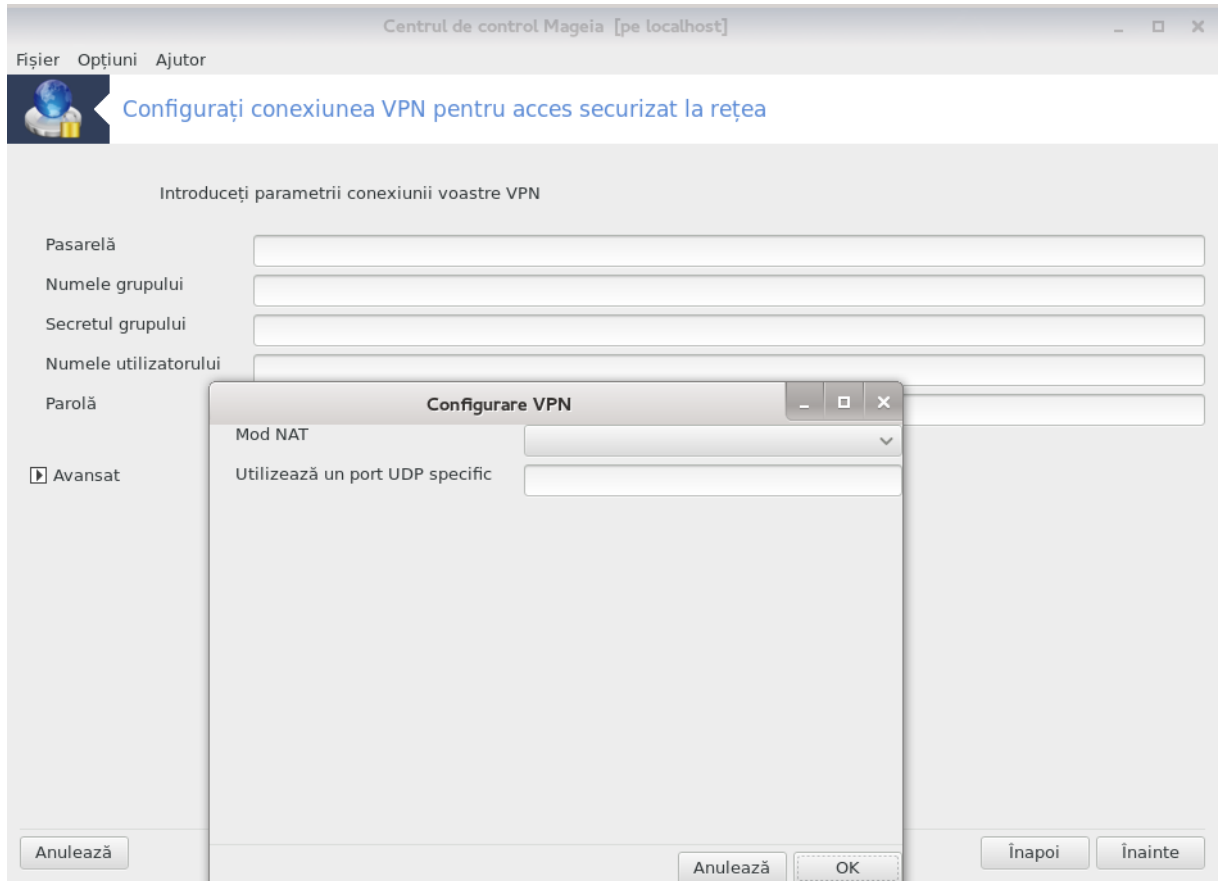 Centrul de control Mageia [pe localhost]
Fișier Opțiuni Ajutor
Configurați conexiunea VPN pentru acces securizat la rețea
Introduceți parametrii conexiunii voastre VPN
Pasarelă
Numele grupului
Secretul grupului
Numele utilizatorului
Parolă
Avansat
Configurare VPN
Mod NAT
Utilizează un port UDP specific
Anulează OK
Anulează Înapoi Înainte